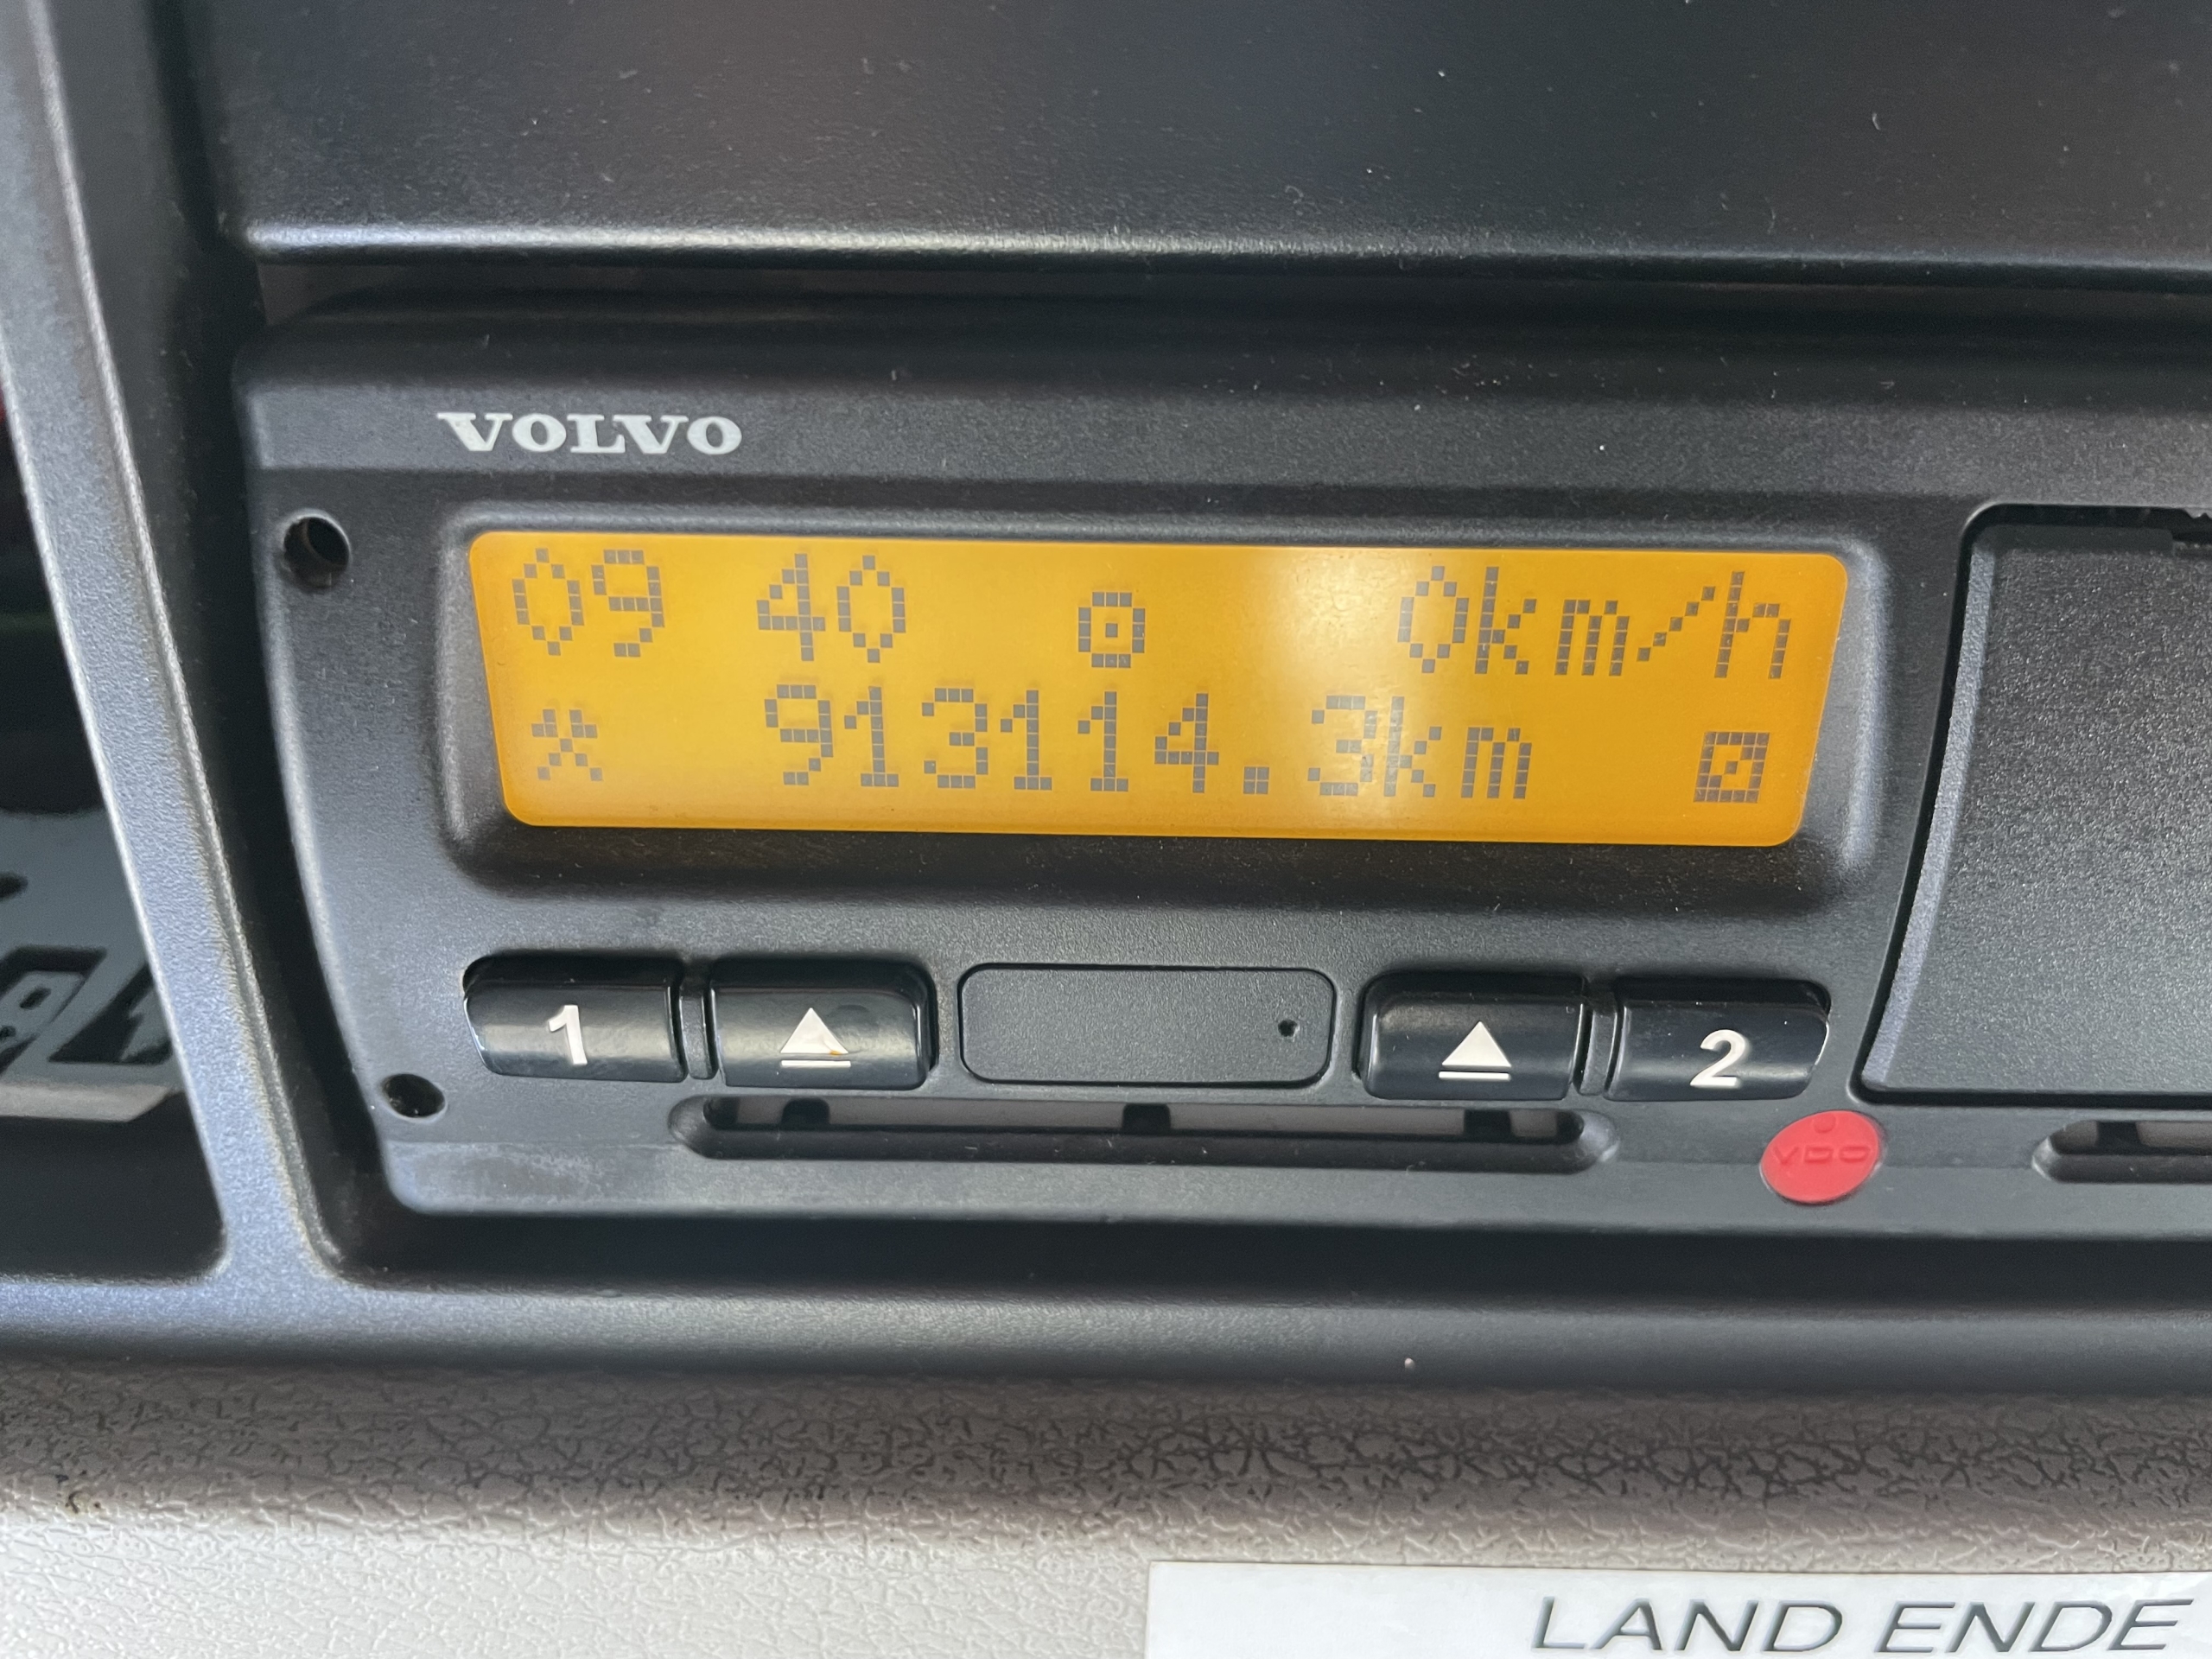 VOLVO
09 40 0km/h
913114.3km
1 2
VDO
LAND ENDE